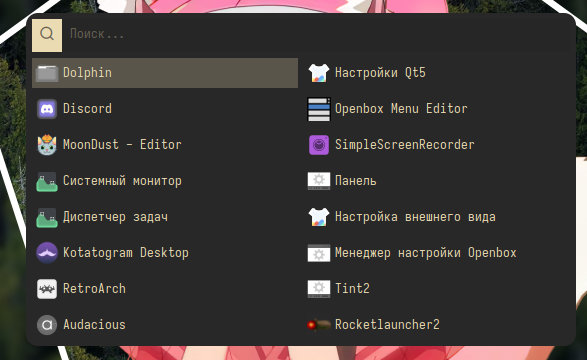 Поиск...
Dolphin
Настройки Qt5
Discord
Openbox Menu Editor
MoonDust - Editor
SimpleScreenRecorder
Системный монитор
Панель
Диспетчер задач
Настройка внешнего вида
Kotatogram Desktop
Менеджер настройки Openbox
RetroArch
Tint2
Audacious
Rocketlauncher2